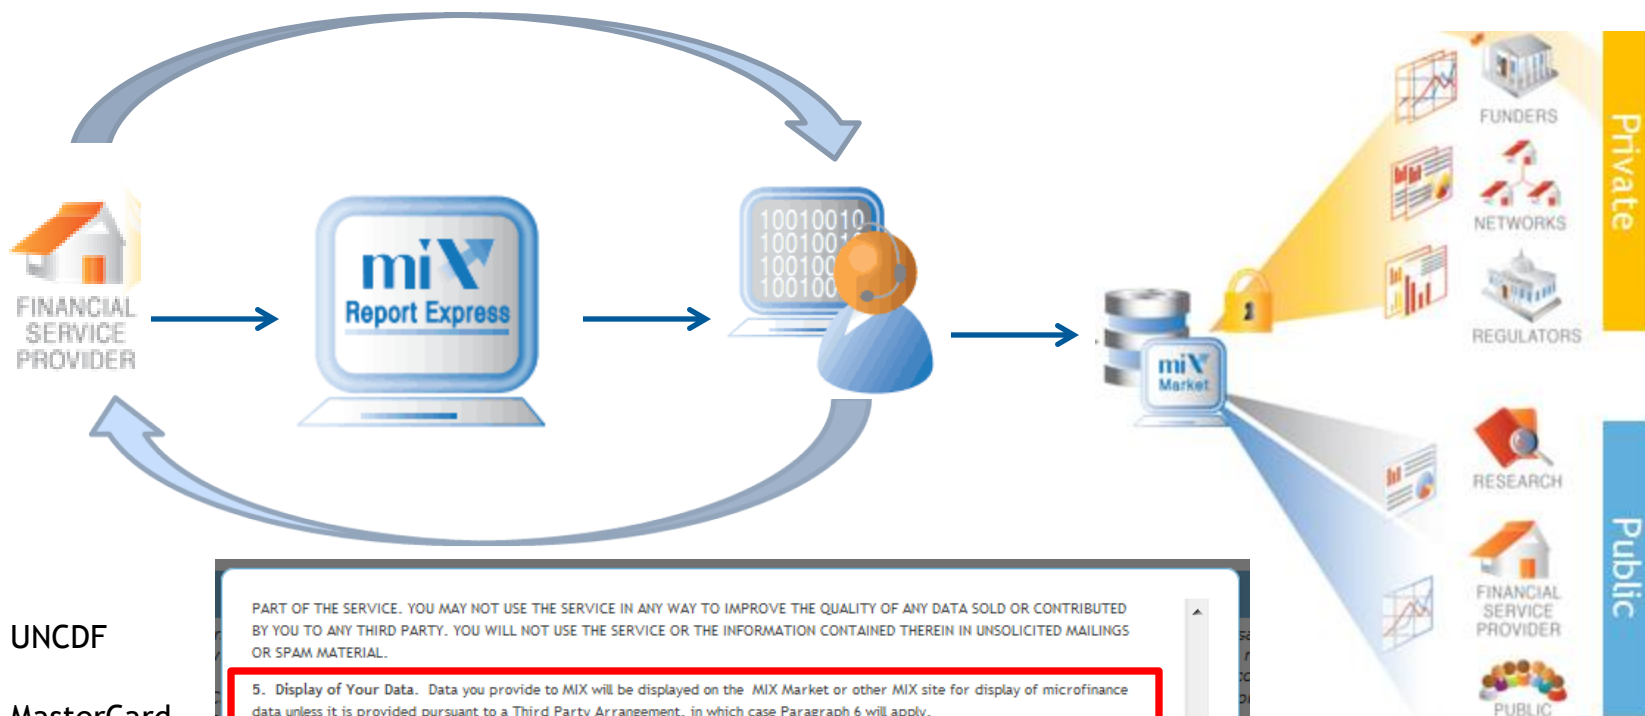 FUNDERS
Private
NETWORKS
REGULATORS
10010010
10010010
100100
100100
miX
Report Express
FINANCIAL
SERVICE
PROVIDER
miX
Market
RESEARCH
Public
FINANCIAL
SERVICE
PROVIDER
PUBLIC
UNCDF
MasterCard
PART OF THE SERVICE. YOU MAY NOT USE THE SERVICE IN ANY WAY TO IMPROVE THE QUALITY OF ANY DATA SOLD OR CONTRIBUTED
BY YOU TO ANY THIRD PARTY. YOU WILL NOT USE THE SERVICE OR THE INFORMATION CONTAINED THEREIN IN UNSOLICITED MAILINGS
OR SPAM MATERIAL.
5. Display of Your Data. Data you provide to MIX will be displayed on the MIX Market or other MIX site for display of microfinance
data unless it is provided pursuant to a Third Party Arrangement, in which case Paragraph 6 will apply.